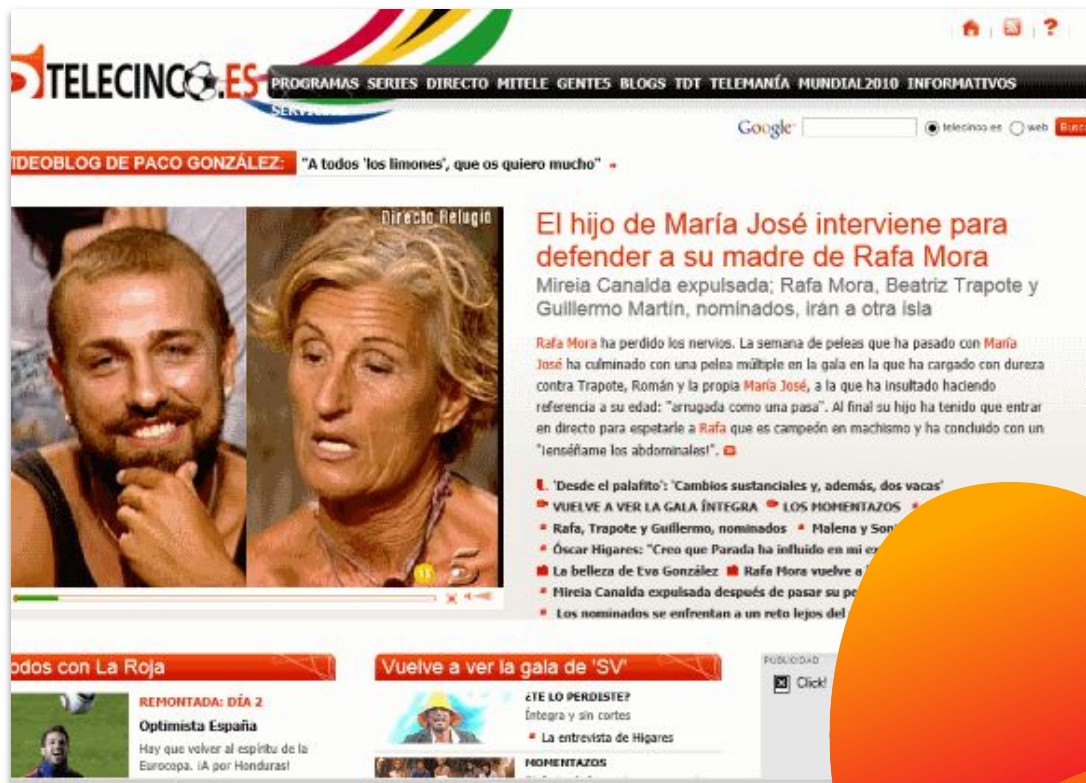 TELECINCO.ES
PROGRAMAS SERIES DIRECTO MITELE GENTE5 BLOGS TDT TELEMANÍA MUNDIAL2010 INFORMATIVOS
Google telecinco.es web
VIDEOBLOG DE PACO GONZÁLEZ: "A todos 'los limones', que os quiero mucho"
Directo Refugio
El hijo de María José interviene para
defender a su madre de Rafa Mora
Mireia Canalda expulsada; Rafa Mora, Beatriz Trapote y
Guillermo Martín, nominados, irán a otra isla
Rafa Mora ha perdido los nervios. La semana de peleas que ha pasado con María
José ha culminado con una pelea múltiple en la gala en la que ha cargado con dureza
contra Trapote, Román y la propia María José, a la que ha insultado haciendo
referencia a su edad: "arrugada como una pasa". Al final su hijo ha tenido que entrar
en directo para espetarle a Rafa que es campeón en machismo y ha concluido con un
"¡enséñame los abdominales!".
'Desde el palafito': 'Cambios sustanciales y, además, dos vacas'
VUELVE A VER LA GALA ÍNTEGRA LOS MOMENTAZOS
Rafa, Trapote y Guillermo, nominados Malena y
Óscar Higares: "Creo que Parada ha influido en mi
La belleza de Eva González Rafa Mora vuelve a
Mireia Canalda expulsada después de pasar su
Los nominados se enfrentan a un reto lejos del
con La Roja
REMONTADA: DÍA 2
Optimista España
Hay que volver al espíritu de la
Eurocopa. ¡A por Honduras!
Vuelve a ver la gala de 'SV'
¿TE LO PERDISTE?
Íntegra y sin cortes
La entrevista de Higares
MOMENTAZOS
PUBLICIDAD
Click!